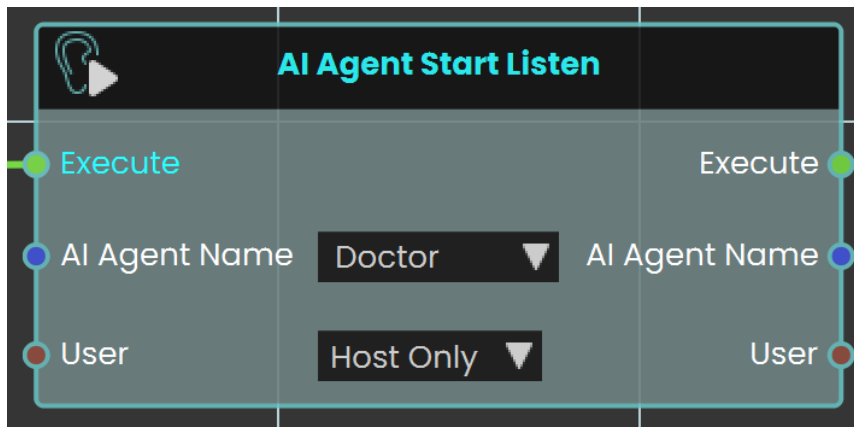 AI Agent Start Listen
Execute Execute
AI Agent Name Doctor AI Agent Name
User Host Only User